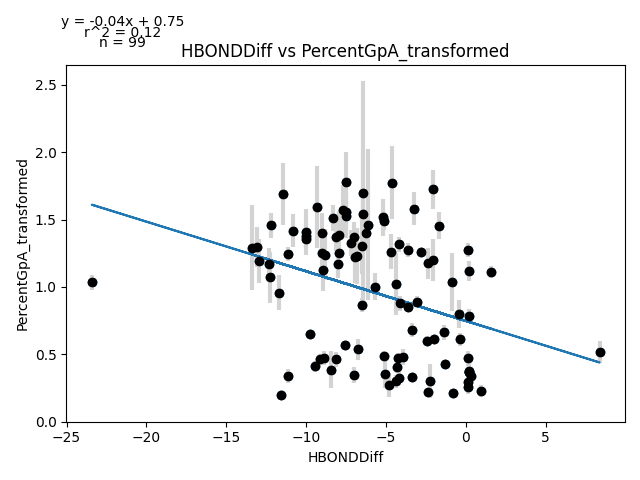 y = -0.04x + 0.75
r^2 = 0.12
n = 99
HBONDDiff vs PercentGpA_transformed
PercentGpA_transformed
2.5
2.0
1.5
1.0
0.5
0.0
−25 −20 −15 −10 −5 0 5
HBONDDiff